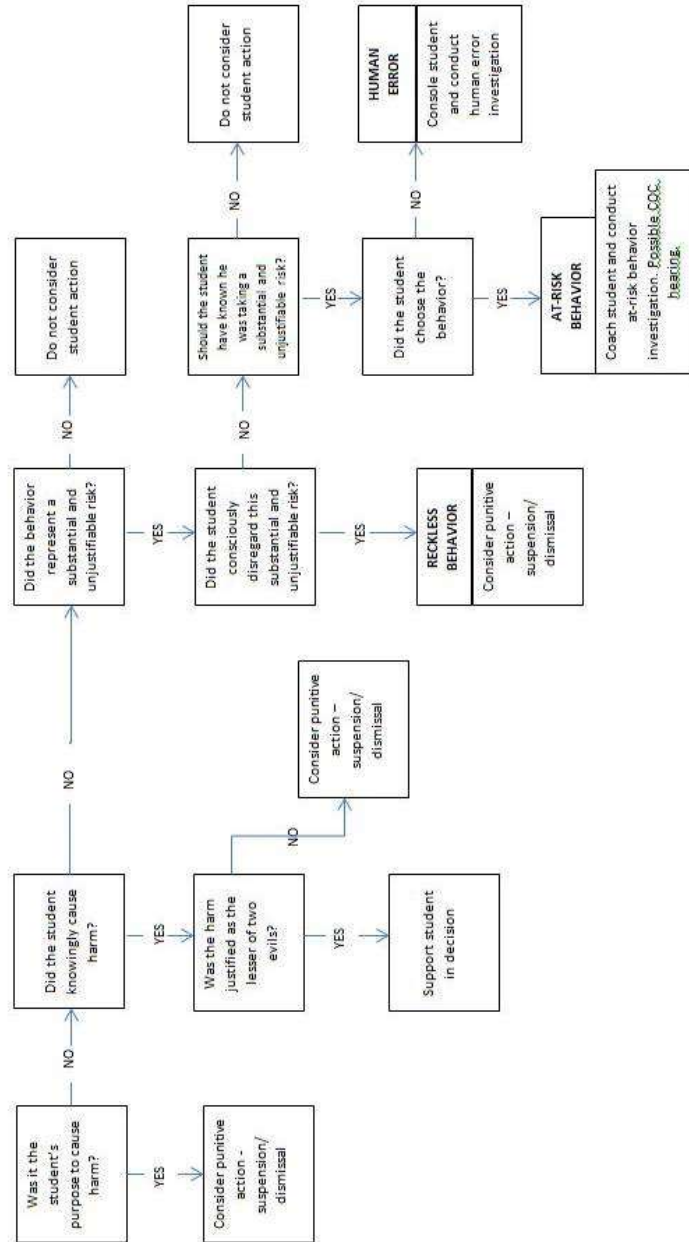 Was it the
student's
purpose to cause
harm?
NO
YES
Consider punitive
action -
suspension/
dismissal
Did the student
knowingly cause
harm?
NO
YES
Was the harm
justified as the
lesser of two
evils?
NO
Consider punitive
action –
suspension/
dismissal
YES
Support student
in decision
Did the behavior
represent a
substantial and
unjustifiable risk?
NO
Do not consider
student action
YES
Did the student
consciously
disregard this
substantial and
unjustifiable risk?
NO
YES
RECKLESS
BEHAVIOR
Consider punitive
action –
suspension/
dismissal
Should the student
have known he
was taking a
substantial and
unjustifiable risk?
NO
Do not consider
student action
YES
Did the student
choose the
behavior?
NO
HUMAN
ERROR
Console student
and conduct
human error
investigation
YES
AT-RISK
BEHAVIOR
Coach student and conduct
at-risk behavior
investigation. Possible COC
hearing.